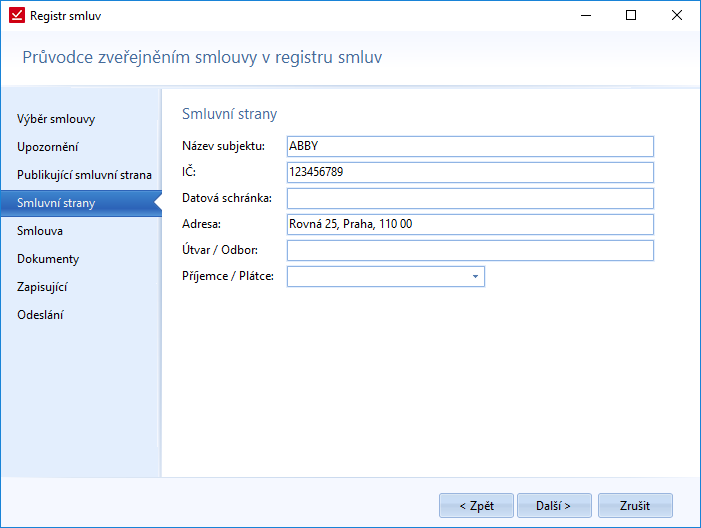 Registr smluv
Průvodce zveřejněním smlouvy v registru smluv
Výběr smlouvy
Upozornění
Publikující smluvní strana
Smluvní strany
Smlouva
Dokumenty
Zapisující
Odeslání
Smluvní strany
Název subjektu: ABBY
IČ: 123456789
Datová schránka:
Adresa: Rovná 25, Praha, 110 00
Útvar / Odbor:
Příjemce / Plátce:
< Zpět Další > Zrušit